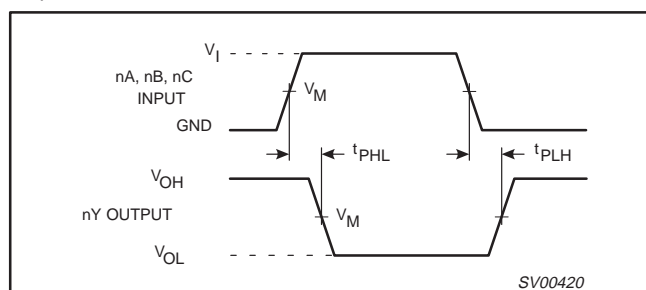 VI
nA, nB, nC
INPUT
VM
GND
tPHL
tPLH
VOH
nY OUTPUT
VM
VOL
SV00420